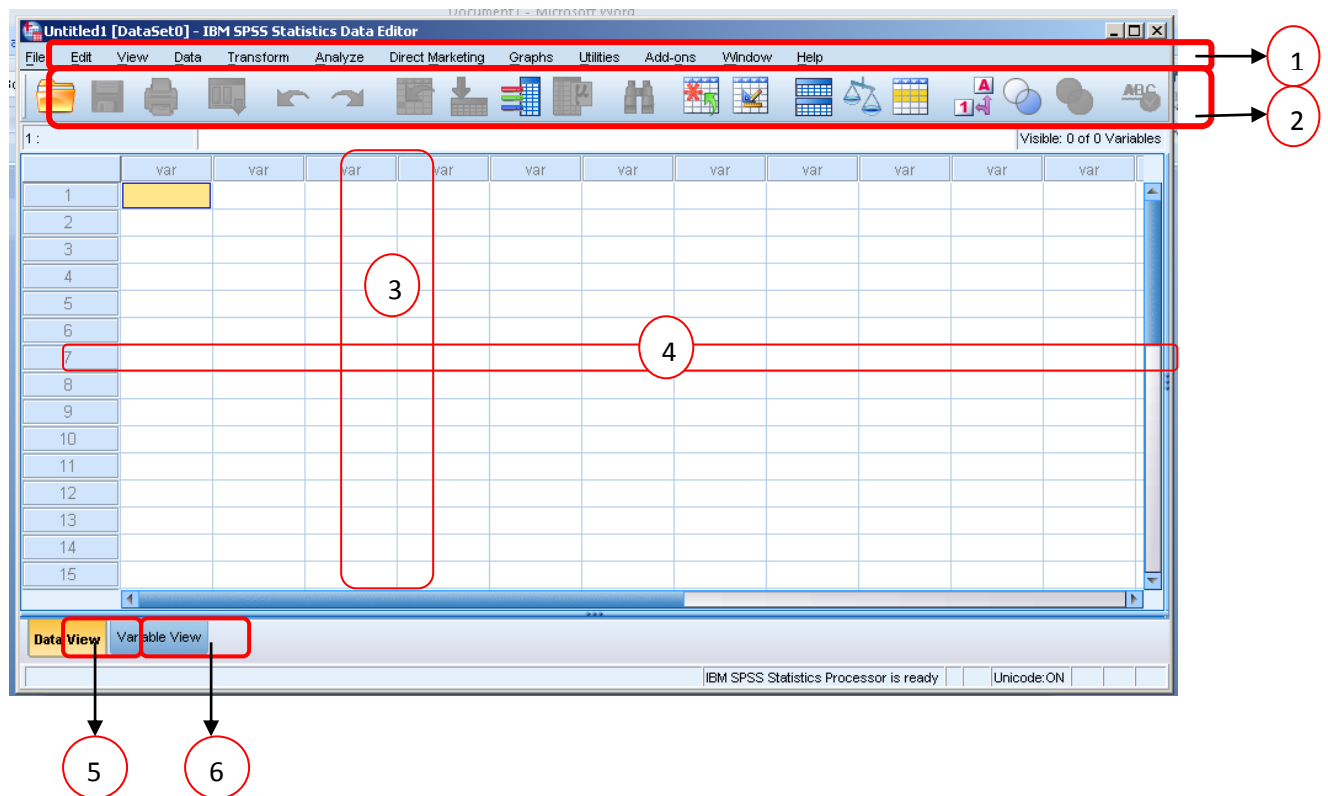 Document1 - Microsoft Word
Untitled1 [DataSet0] - IBM SPSS Statistics Data Editor
File Edit View Data Transform Analyze Direct Marketing Graphs Utilities Add-ons Window Help
1
A
1
ABC
2
1 :
Visible: 0 of 0 Variables
var var var var var var var var var var var
1
2
3
4
3
5
6
4
7
8
9
10
11
12
13
14
15
Data View Variable View
IBM SPSS Statistics Processor is ready Unicode:ON
5 6